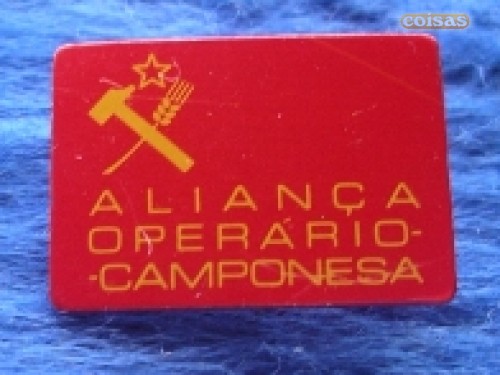 coisas
ALIANÇA
OPERÁRIO-
-CAMPONESA